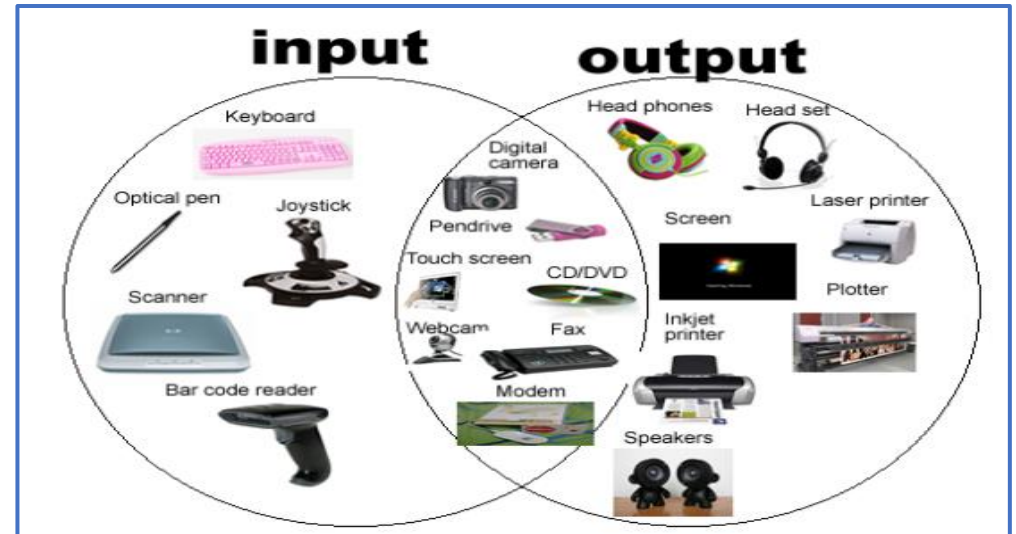 input
output
Keyboard
Optical pen
Joystick
Scanner
Bar code reader
Digital
camera
Pendrive
Touch screen
CD/DVD
Webcam
Fax
Modem
Head phones
Head set
Laser printer
Screen
Plotter
Inkjet
printer
Speakers